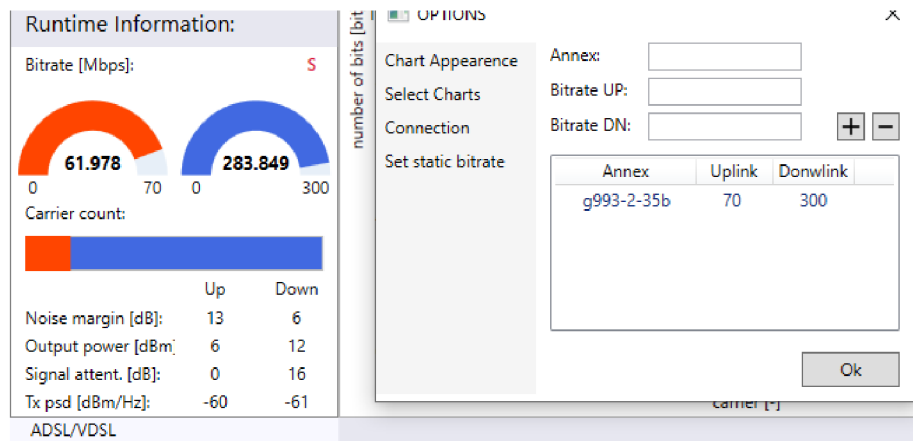 Runtime Information:
Bitrate [Mbps]: S
61.978 283.849
0 70 0 300
Carrier count:
Up Down
Noise margin [dB]: 13 6
Output power [dBm] 6 12
Signal attent. [dB]: 0 16
Tx psd [dBm/Hz]: -60 -61
ADSL/VDSL
number of bits [bit
OPTIONS
Chart Appearence
Select Charts
Connection
Set static bitrate
Annex:
Bitrate UP:
Bitrate DN:
+ −
Annex Uplink Donwlink
g993-2-35b 70 300
Ok
carrier [-]